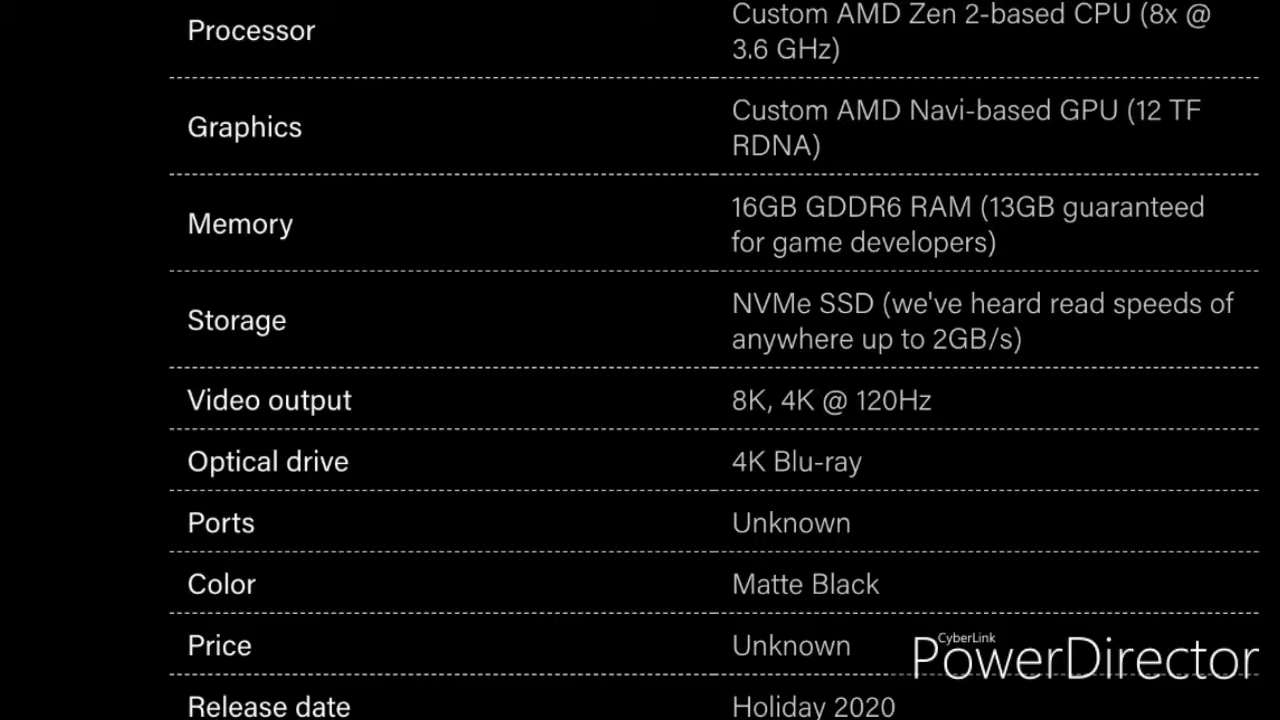 Processor
Custom AMD Zen 2-based CPU (8x @
3.6 GHz)
Graphics
Custom AMD Navi-based GPU (12 TF
RDNA)
Memory
16GB GDDR6 RAM (13GB guaranteed
for game developers)
Storage
NVMe SSD (we've heard read speeds of
anywhere up to 2GB/s)
Video output
8K, 4K @ 120Hz
Optical drive
4K Blu-ray
Ports
Unknown
Color
Matte Black
Price
Unknown
CyberLink
PowerDirector
Release date
Holiday 2020